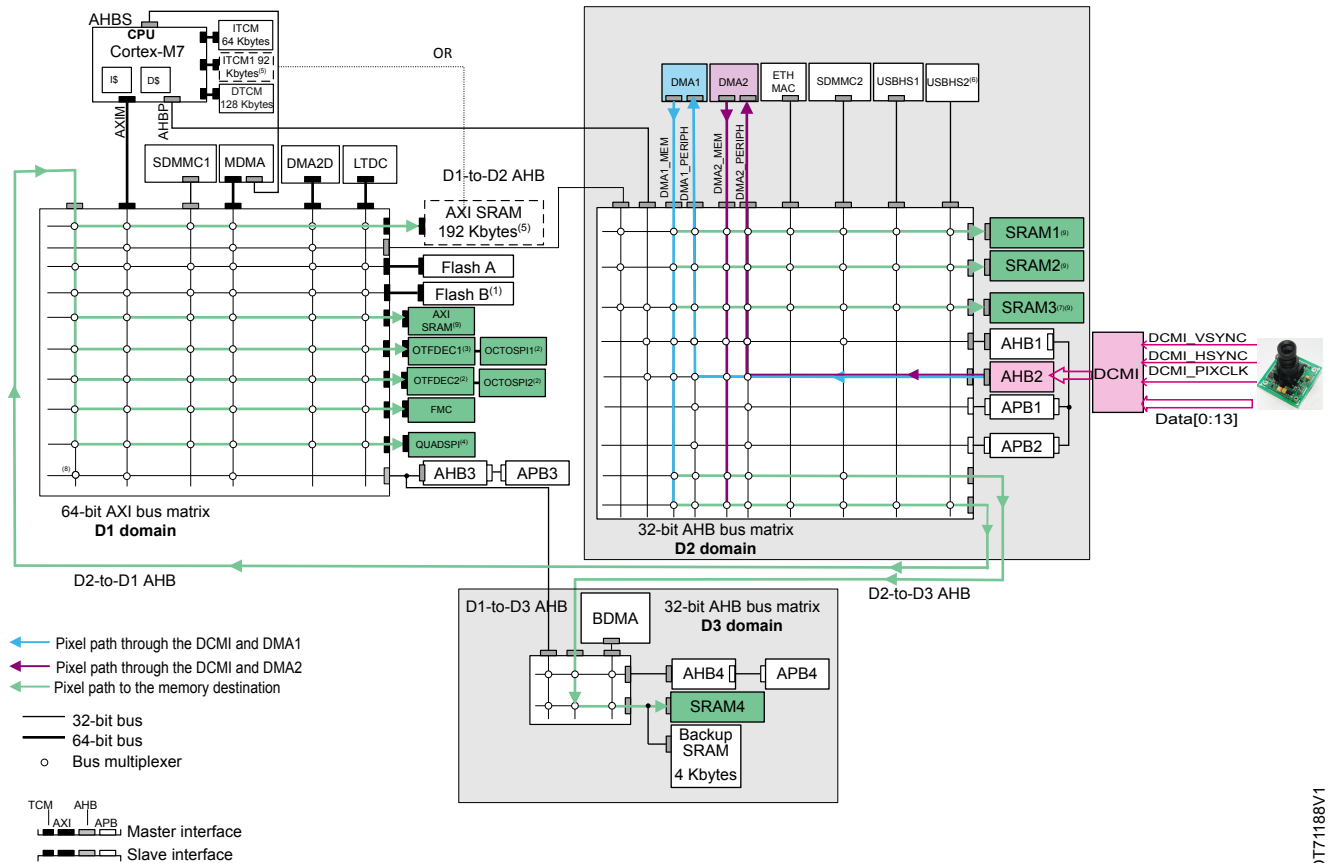 AHBS
CPU
Cortex-M7
I$
D$
ITCM
64 Kbytes
ITCM1 92
Kbytes(5)
DTCM
128 Kbytes
OR
AXIM
AHBP
SDMMC1
MDMA
DMA2D
LTDC
D1-to-D2 AHB
AXI SRAM
192 Kbytes(5)
Flash A
Flash B(1)
AXI
SRAM(9)
OTFDEC1(3)
OCTOSPI1(2)
OTFDEC2(2)
OCTOSPI2(2)
FMC
QUADSPI(4)
(8)
AHB3
APB3
64-bit AXI bus matrix
D1 domain
DMA1
DMA2
ETH
MAC
SDMMC2
USBHS1
USBHS2(6)
DMA1_MEM
DMA1_PERIPH
DMA2_MEM
DMA2_PERIPH
SRAM1(9)
SRAM2(9)
SRAM3(7)(9)
AHB1
AHB2
APB1
APB2
DCMI
DCMI_VSYNC
DCMI_HSYNC
DCMI_PIXCLK
Data[0:13]
32-bit AHB bus matrix
D2 domain
D2-to-D1 AHB
D2-to-D3 AHB
D1-to-D3 AHB
BDMA
32-bit AHB bus matrix
D3 domain
AHB4
APB4
SRAM4
Backup
SRAM
4 Kbytes
Pixel path through the DCMI and DMA1
Pixel path through the DCMI and DMA2
Pixel path to the memory destination
32-bit bus
64-bit bus
Bus multiplexer
TCM
AHB
AXI
APB
Master interface
Slave interface
DT71188V1